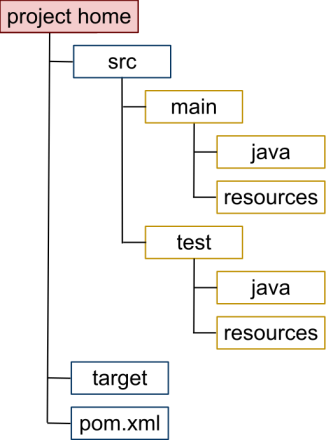 project home
src
main
java
resources
test
java
resources
target
pom.xml